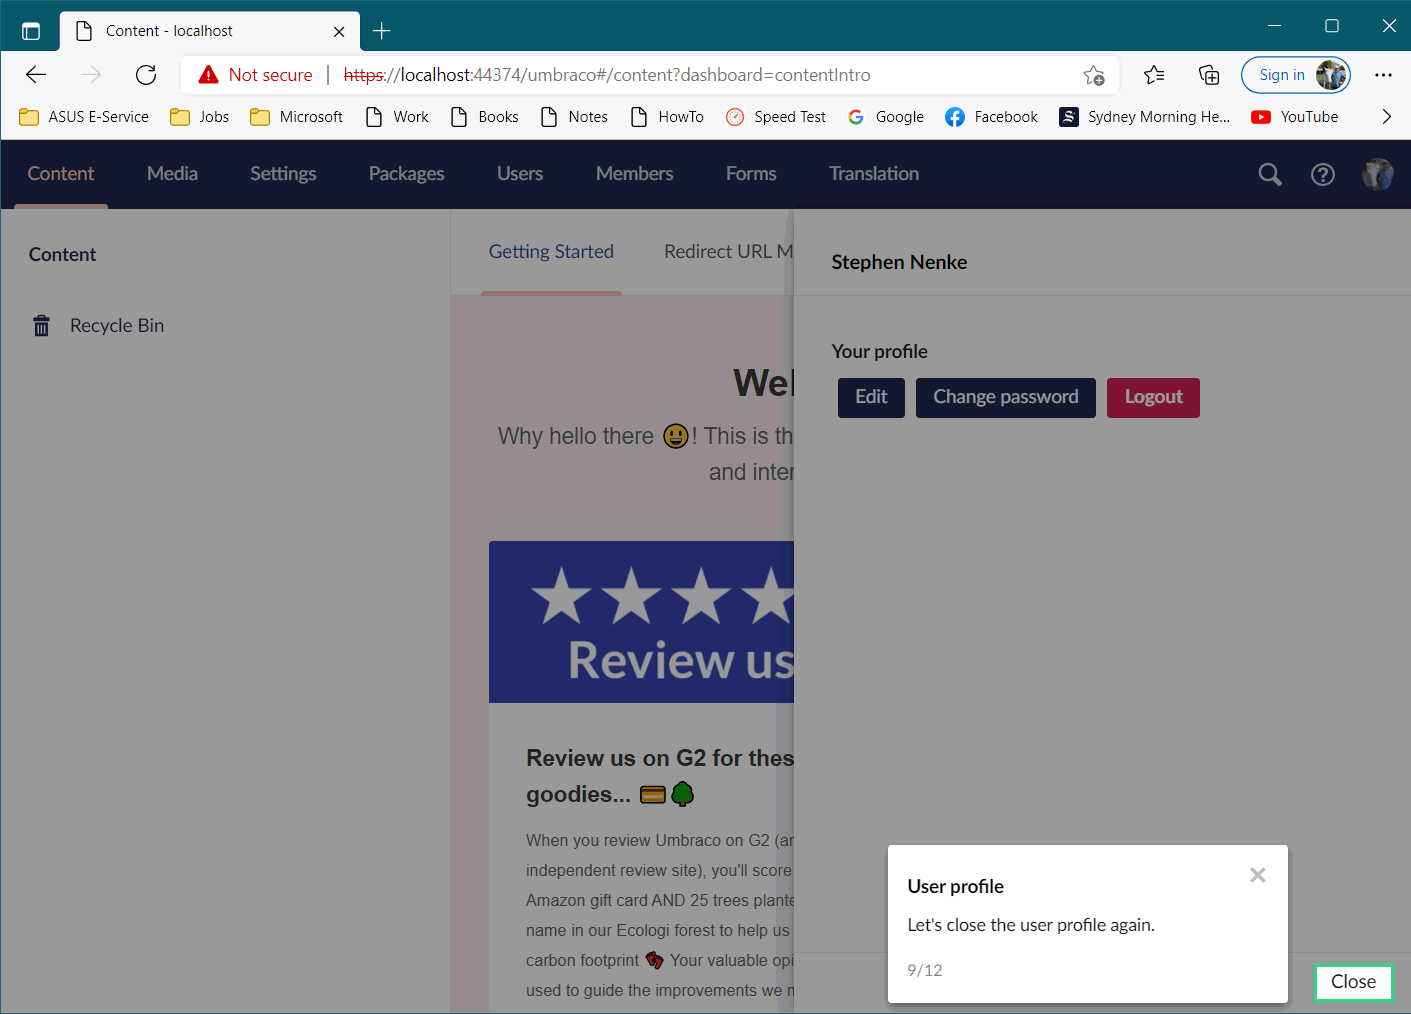 Content - localhost
Not secure | https://localhost:44374/umbraco#/content?dashboard=contentIntro
Sign in
ASUS E-Service Jobs Microsoft Work Books Notes HowTo Speed Test Google Facebook Sydney Morning He... YouTube
Content Media Settings Packages Users Members Forms Translation
Content
Recycle Bin
Getting Started Redirect URL M
Wel
Why hello there 😃! This is th
and inter
Review us
Review us on G2 for thes
goodies... 💳🌳
When you review Umbraco on G2 (an
independent review site), you'll score
Amazon gift card AND 25 trees plante
name in our Ecologi forest to help us
carbon footprint 👣 Your valuable opi
used to guide the improvements we m
Stephen Nenke
Your profile
Edit Change password Logout
User profile
Let's close the user profile again.
9/12
Close